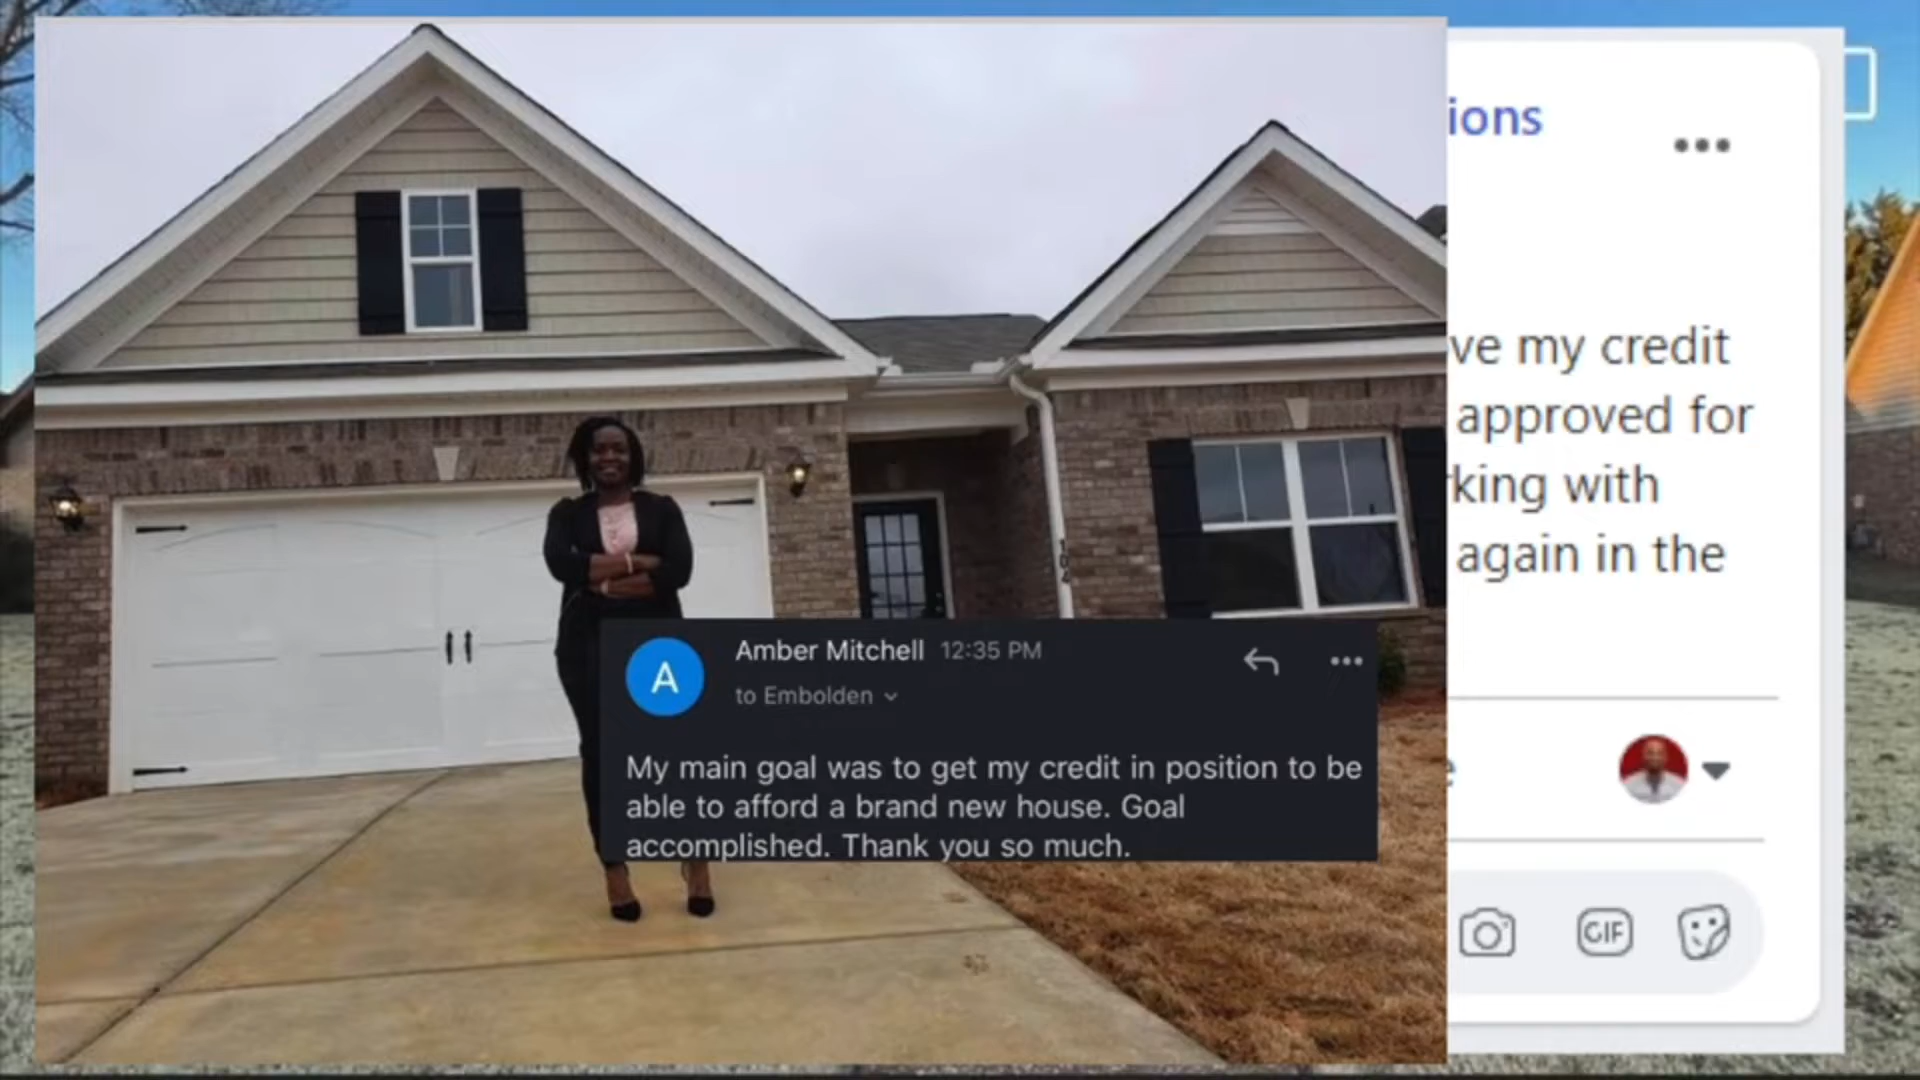 Amber Mitchell 12:35 PM
to Embolden
My main goal was to get my credit in position to be
able to afford a brand new house. Goal
accomplished. Thank you so much.
104
ions
ve my credit
approved for
king with
again in the
GIF